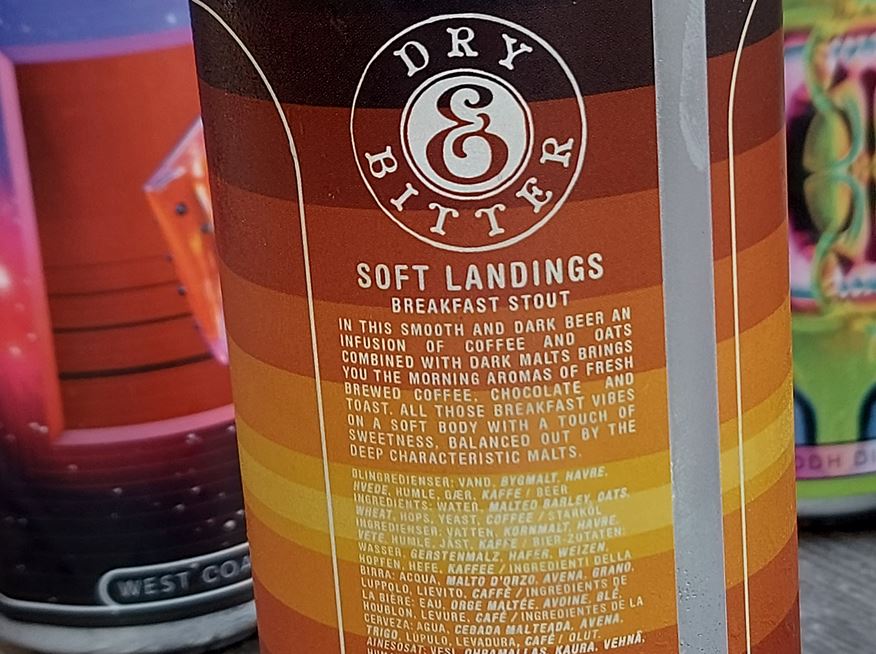 DRY
&
BITTER
SOFT LANDINGS
BREAKFAST STOUT
IN THIS SMOOTH AND DARK BEER AN
INFUSION OF COFFEE AND OATS
COMBINED WITH DARK MALTS BRINGS
YOU THE MORNING AROMAS OF FRESH
BREWED COFFEE, CHOCOLATE AND
TOAST. ALL THOSE BREAKFAST VIBES
ON A SOFT BODY WITH A TOUCH OF
SWEETNESS, BALANCED OUT BY THE
DEEP CHARACTERISTIC MALTS.
ØLINGREDIENSER: VAND, BYGMALT, HAVRE,
HVEDE, HUMLE, GÆR, KAFFE / BEER
INGREDIENTS: WATER, MALTED BARLEY, OATS,
WHEAT, HOPS, YEAST, COFFEE / STARKÖL
INGREDIENSER: VATTEN, KORNMALT, HAVRE,
VETE, HUMLE, JÄST, KAFFE / BIER-ZUTATEN:
WASSER, GERSTENMALZ, HAFER, WEIZEN,
HOPFEN, HEFE, KAFFEE / INGREDIENTI DELLA
BIRRA: ACQUA, MALTO D'ORZO, AVENA, GRANO,
LUPPOLO, LIEVITO, CAFFÈ / INGREDIENTS DE
LA BIÈRE: EAU, ORGE MALTÉE, AVOINE, BLÉ,
HOUBLON, LEVURE, CAFÉ / INGREDIENTES DE LA
CERVEZA: AGUA, CEBADA MALTEADA, AVENA,
TRIGO, LÚPULO, LEVADURA, CAFÉ / OLUT.
AINESOSAT: VESI, OHRAMALLAS, KAURA, VEHNÄ,
WEST COA